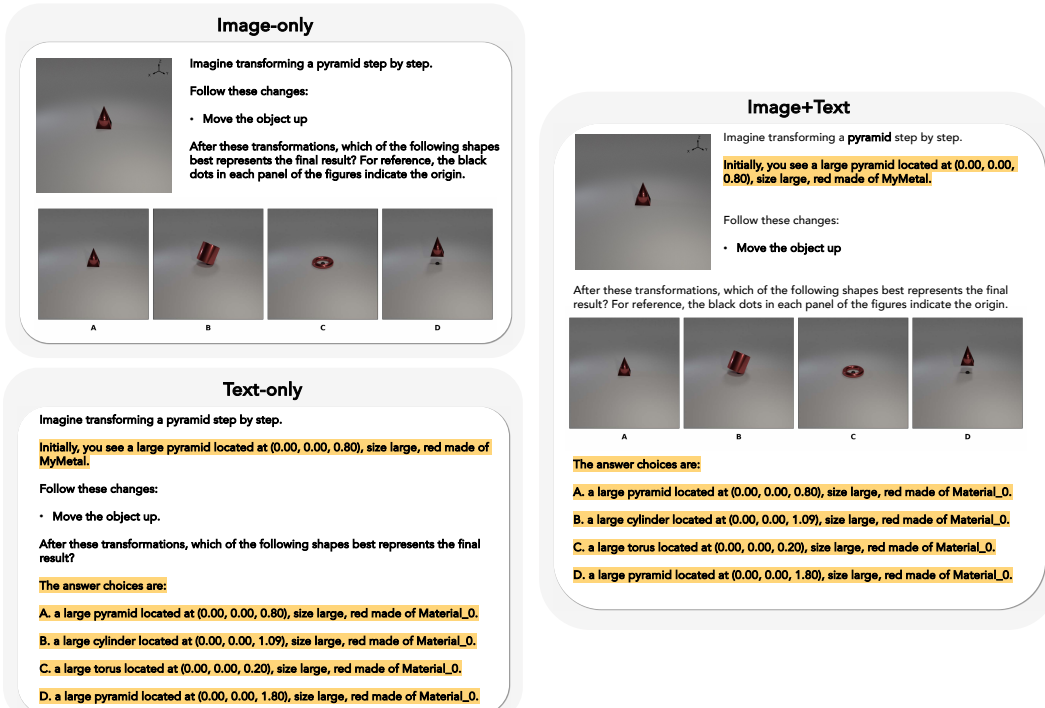 Image-only
Imagine transforming a pyramid step by step.
Follow these changes:
• Move the object up
After these transformations, which of the following shapes
best represents the final result? For reference, the black
dots in each panel of the figures indicate the origin.
A
B
C
D
Text-only
Imagine transforming a pyramid step by step.
Initially, you see a large pyramid located at (0.00, 0.00, 0.80), size large, red made of
MyMetal.
Follow these changes:
• Move the object up.
After these transformations, which of the following shapes best represents the final
result?
The answer choices are:
A. a large pyramid located at (0.00, 0.00, 0.80), size large, red made of Material_0.
B. a large cylinder located at (0.00, 0.00, 1.09), size large, red made of Material_0.
C. a large torus located at (0.00, 0.00, 0.20), size large, red made of Material_0.
D. a large pyramid located at (0.00, 0.00, 1.80), size large, red made of Material_0.
Image+Text
Imagine transforming a pyramid step by step.
Initially, you see a large pyramid located at (0.00, 0.00,
0.80), size large, red made of MyMetal.
Follow these changes:
• Move the object up
After these transformations, which of the following shapes best represents the final
result? For reference, the black dots in each panel of the figures indicate the origin.
A
B
C
D
The answer choices are:
A. a large pyramid located at (0.00, 0.00, 0.80), size large, red made of Material_0.
B. a large cylinder located at (0.00, 0.00, 1.09), size large, red made of Material_0.
C. a large torus located at (0.00, 0.00, 0.20), size large, red made of Material_0.
D. a large pyramid located at (0.00, 0.00, 1.80), size large, red made of Material_0.